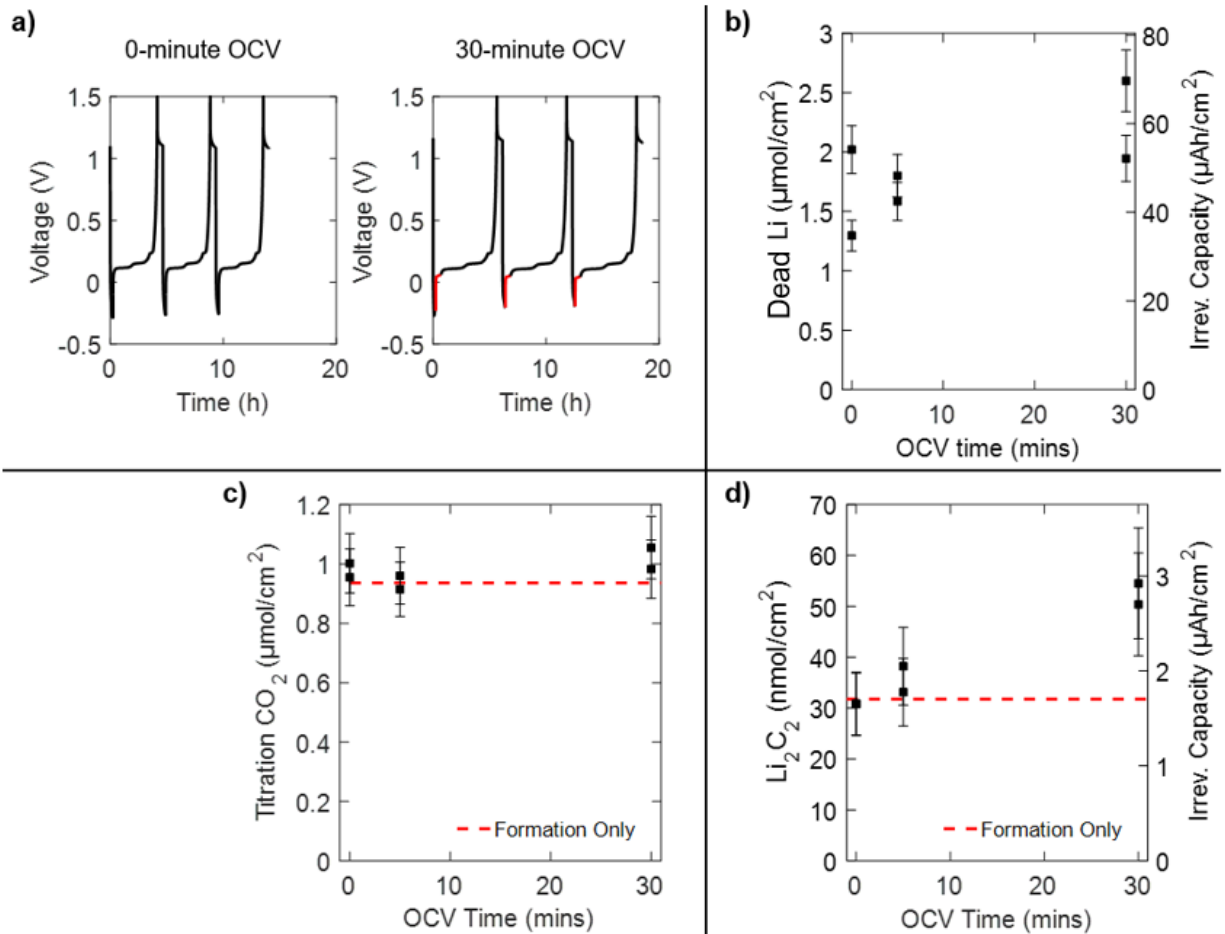 a)
0-minute OCV
30-minute OCV
Voltage (V)
1.5
1
0.5
0
-0.5
0
10
20
Time (h)
Voltage (V)
1.5
1
0.5
0
-0.5
0
10
20
Time (h)
b)
Dead Li (μmol/cm²)
3
2.5
2
1.5
1
0.5
0
0
10
20
30
OCV time (mins)
80
60
40
20
0
Irrev. Capacity (μAh/cm²)
c)
Titration CO₂ (μmol/cm²)
1.2
1
0.8
0.6
0.4
0.2
0
0
10
20
30
OCV Time (mins)
Formation Only
d)
Li₂C₂ (nmol/cm²)
70
60
50
40
30
20
10
0
0
10
20
30
OCV Time (mins)
Formation Only
3
2
1
0
Irrev. Capacity (μAh/cm²)